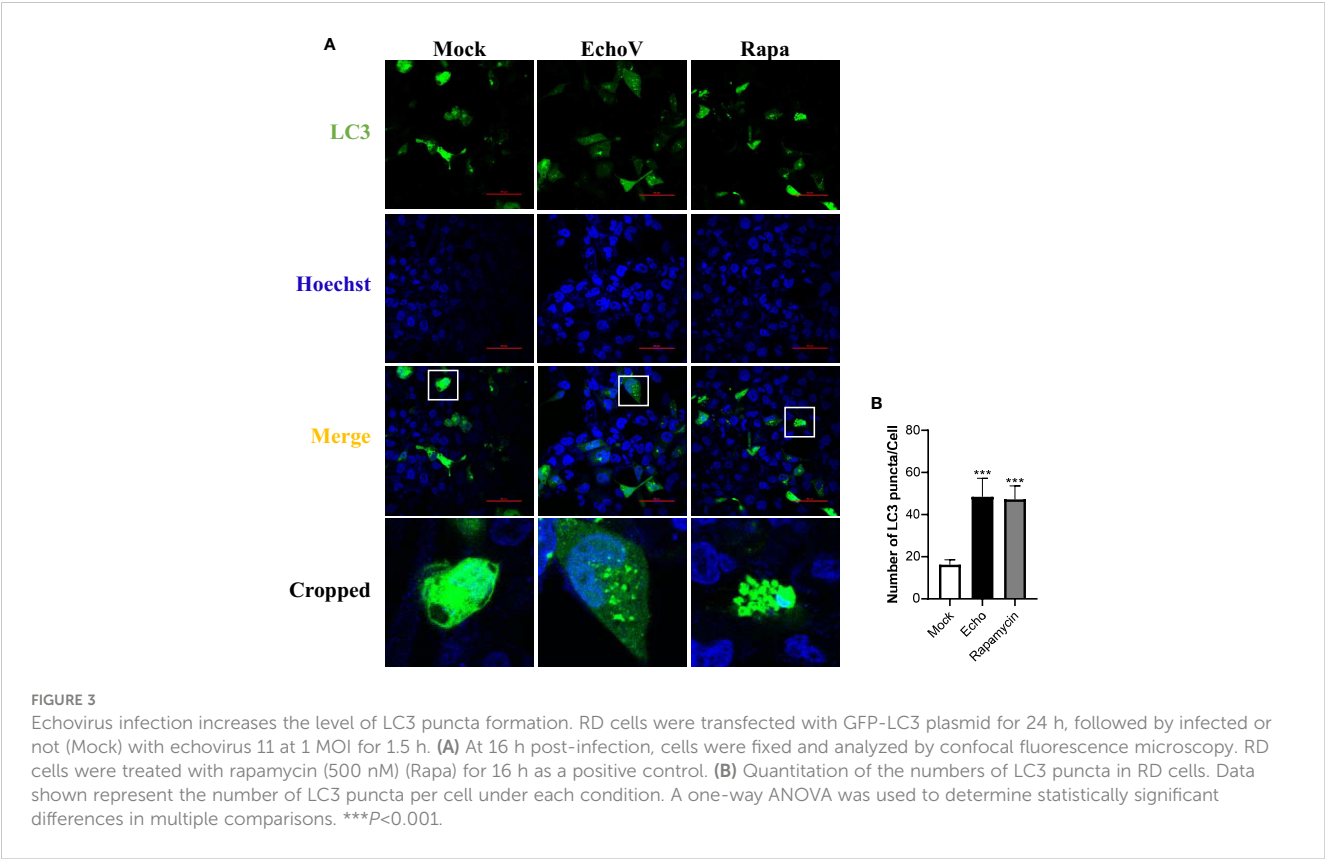 A
Mock
EchoV
Rapa
LC3
Hoechst
Merge
Cropped
B
Number of LC3 puncta/Cell
80
60
40
20
0
***
***
Mock
Echo
Rapamycin
FIGURE 3
Echovirus infection increases the level of LC3 puncta formation. RD cells were transfected with GFP-LC3 plasmid for 24 h, followed by infected or
not (Mock) with echovirus 11 at 1 MOI for 1.5 h. (A) At 16 h post-infection, cells were fixed and analyzed by confocal fluorescence microscopy. RD
cells were treated with rapamycin (500 nM) (Rapa) for 16 h as a positive control. (B) Quantitation of the numbers of LC3 puncta in RD cells. Data
shown represent the number of LC3 puncta per cell under each condition. A one-way ANOVA was used to determine statistically significant
differences in multiple comparisons. ***P<0.001.